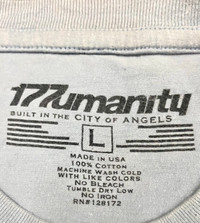 177umanity
BUILT IN THE CITY OF ANGELS
L
MADE IN USA
100% COTTON
MACHINE WASH COLD
WITH LIKE COLORS
NO BLEACH
TUMBLE DRY LOW
NO IRON
RN#128172